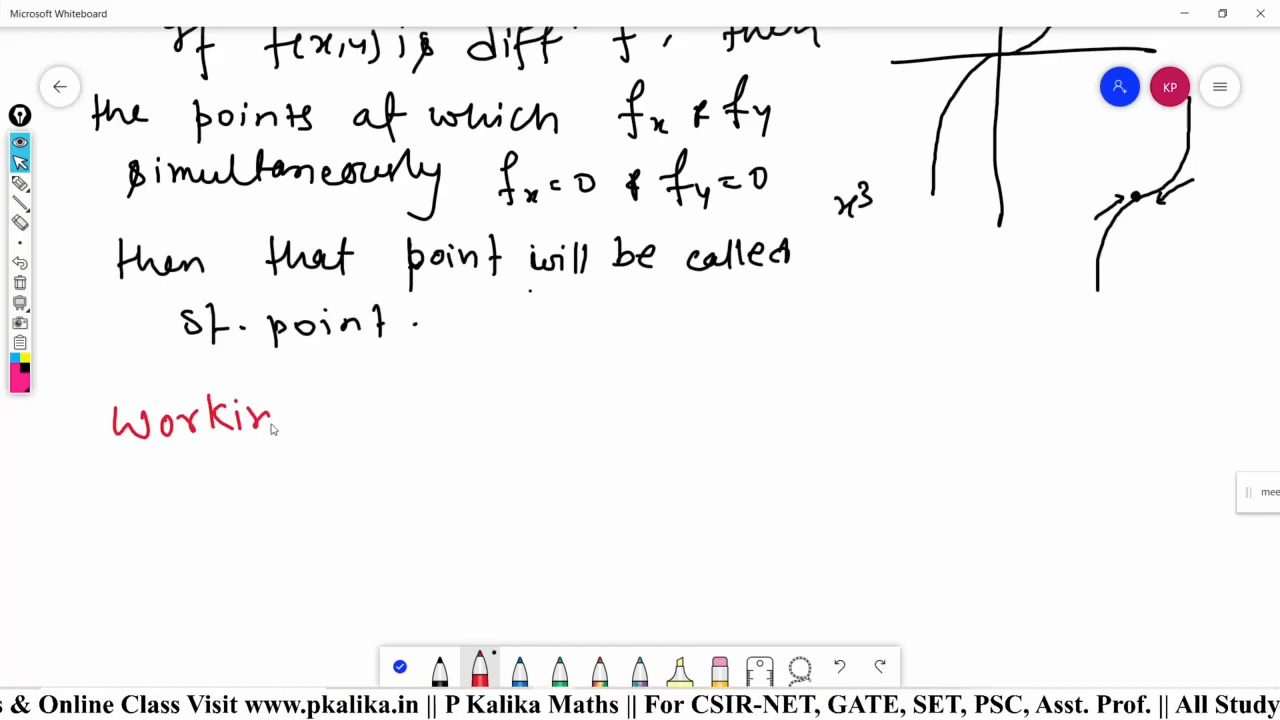 Microsoft Whiteboard
If f(x,y) is diff f^n, then
the points at which fx & fy
simultaneously fx=0 & fy=0
x³
then that point will be called
st. point.
Workin
KP
mee
s & Online Class Visit www.pkalika.in || P Kalika Maths || For CSIR-NET, GATE, SET, PSC, Asst. Prof. || All Study